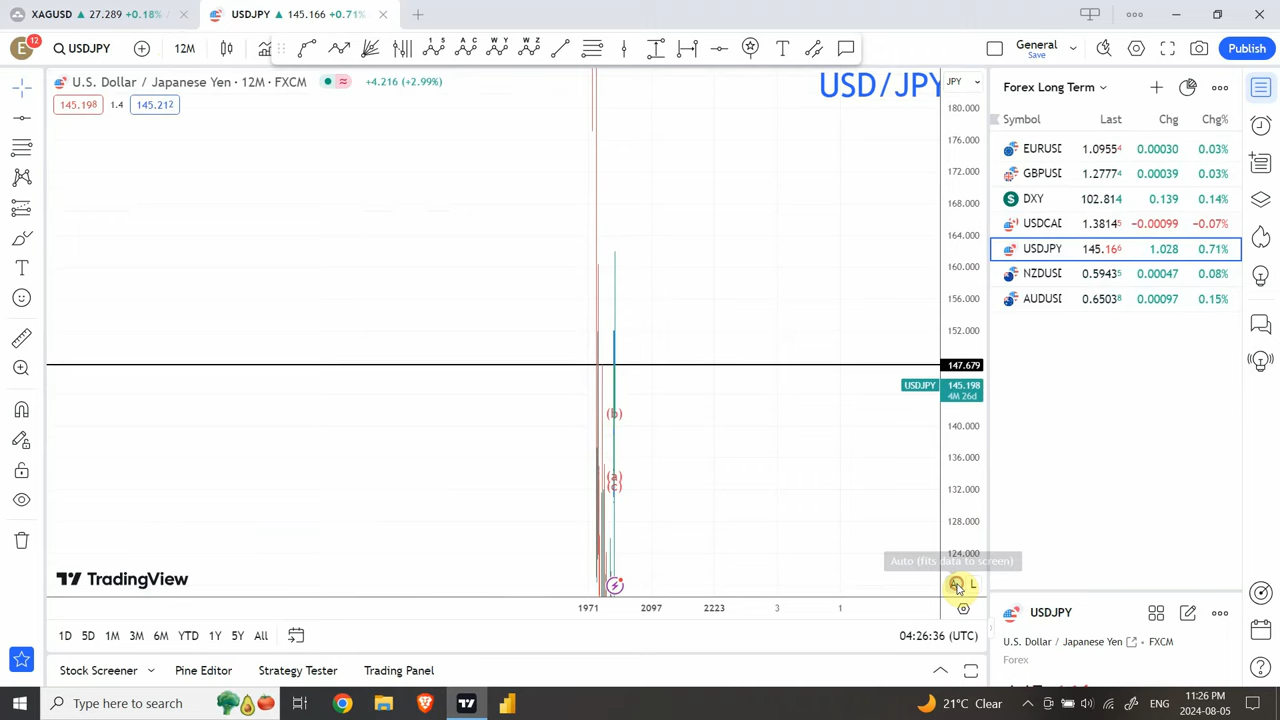 XAGUSD ▲ 27.289 +0.18%
USDJPY ▲ 145.166 +0.71%
E 12 USDJPY 12M
General
Save
Publish
USD/JPY
U.S. Dollar / Japanese Yen · 12M · FXCM
+4.216 (+2.99%)
145.198 1.4 145.212
JPY
180.000
176.000
172.000
168.000
164.000
160.000
156.000
152.000
147.679
USDJPY 145.198
4M 26d
140.000
136.000
132.000
128.000
124.000
(b)
(a)
(c)
Auto (fits data to screen)
L
TradingView
1971 2097 2223 3 1
1D 5D 1M 3M 6M YTD 1Y 5Y All
04:26:36 (UTC)
Stock Screener Pine Editor Strategy Tester Trading Panel
Forex Long Term
Symbol Last Chg Chg%
EURUSD 1.09554 0.00030 0.03%
GBPUSD 1.27774 0.00039 0.03%
DXY 102.814 0.139 0.14%
USDCAD 1.38145 −0.00099 −0.07%
USDJPY 145.166 1.028 0.71%
NZDUSD 0.59435 0.00047 0.08%
AUDUSD 0.65038 0.00097 0.15%
USDJPY
U.S. Dollar / Japanese Yen · FXCM
Forex
Type here to search
21°C Clear
ENG
11:26 PM
2024-08-05